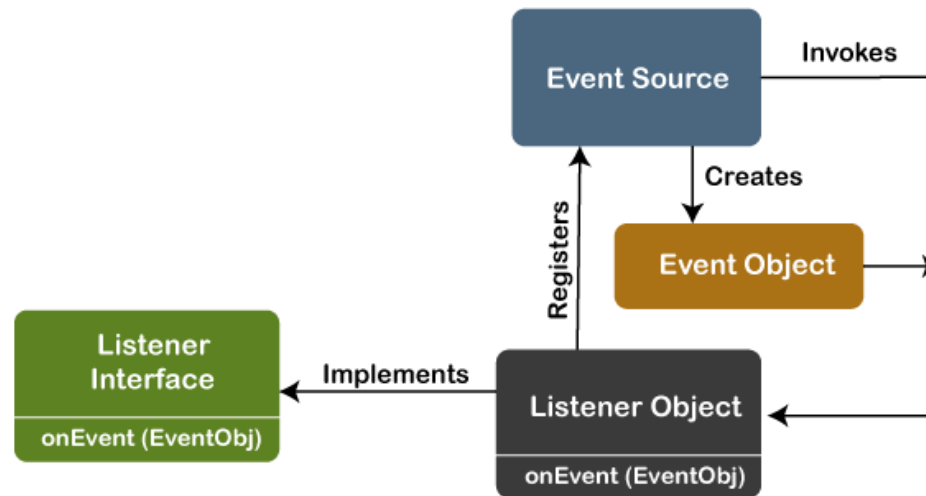 Event Source
Invokes
Creates
Registers
Event Object
Listener
Interface
onEvent (EventObj)
Implements
Listener Object
onEvent (EventObj)